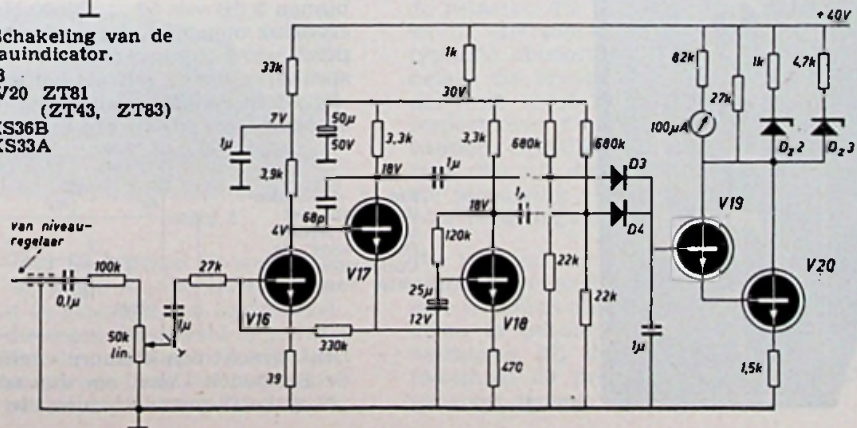 Schakeling van de
auindicator.
3
V20 ZT81
(ZT43, ZT83)
KS36B
KS33A
+40V
33k
1k
30V
7V
1μ
50μ
50V
3,9k
68p
3,3k
18V
1μ
3,3k
680k
680k
18V
1μ
D3
D4
82k
100μA
27k
1k
4,7k
Dz2
Dz3
V19
V20
4V
V17
120k
25μ
12V
V18
22k
22k
1μ
1,5k
van niveau-
regelaar
0,1μ
100k
50k
lin.
1μ
27k
V16
330k
39
470